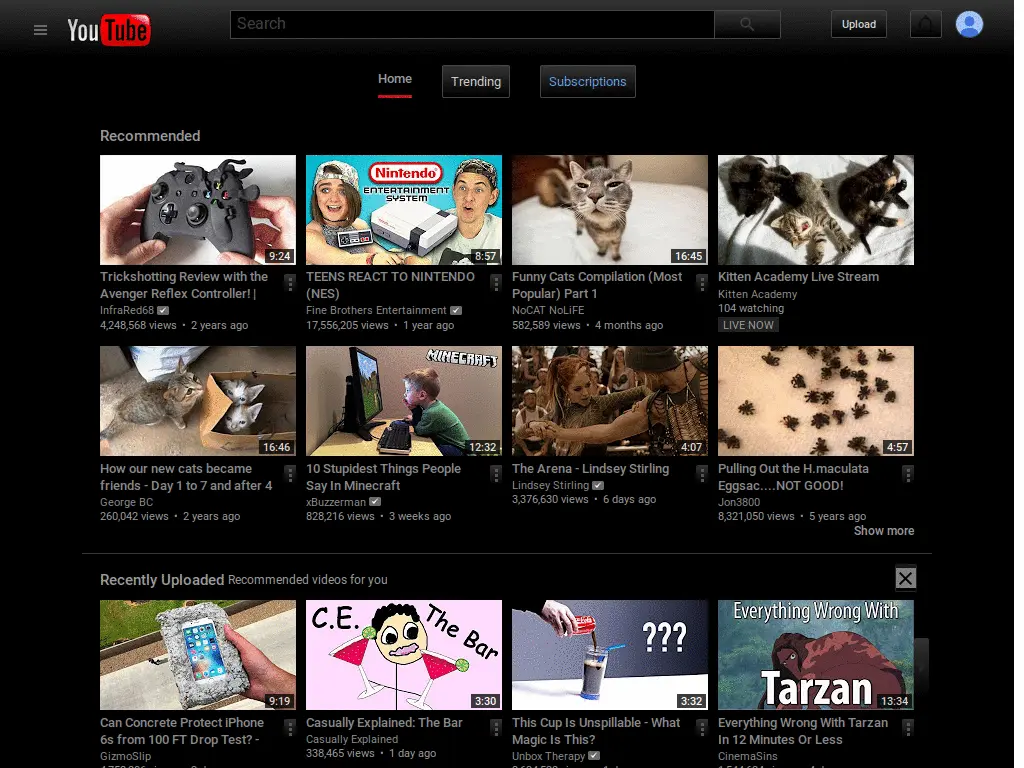 YouTube
Search
Upload
Home
Trending
Subscriptions
Recommended
9:24
Nintendo
ENTERTAINMENT
SYSTEM
8:57
16:45
Trickshotting Review with the
Avenger Reflex Controller! |
InfraRed68
4,248,568 views • 2 years ago
TEENS REACT TO NINTENDO
(NES)
Fine Brothers Entertainment
17,556,205 views • 1 year ago
Funny Cats Compilation (Most
Popular) Part 1
NoCAT NoLiFE
582,589 views • 4 months ago
Kitten Academy Live Stream
Kitten Academy
104 watching
LIVE NOW
16:46
MINECRAFT
12:32
4:07
4:57
How our new cats became
friends - Day 1 to 7 and after 4
George BC
260,042 views • 2 years ago
10 Stupidest Things People
Say In Minecraft
xBuzzerman
828,216 views • 3 weeks ago
The Arena - Lindsey Stirling
Lindsey Stirling
3,376,630 views • 6 days ago
Pulling Out the H.maculata
Eggsac....NOT GOOD!
Jon3800
8,321,050 views • 5 years ago
Show more
Recently Uploaded Recommended videos for you
9:19
C.E. The Bar
3:30
???
3:32
Everything Wrong With
Tarzan
13:34
Can Concrete Protect iPhone
6s from 100 FT Drop Test? -
GizmoSlip
Casually Explained: The Bar
Casually Explained
338,465 views • 1 day ago
This Cup Is Unspillable - What
Magic Is This?
Unbox Therapy
Everything Wrong With Tarzan
In 12 Minutes Or Less
CinemaSins